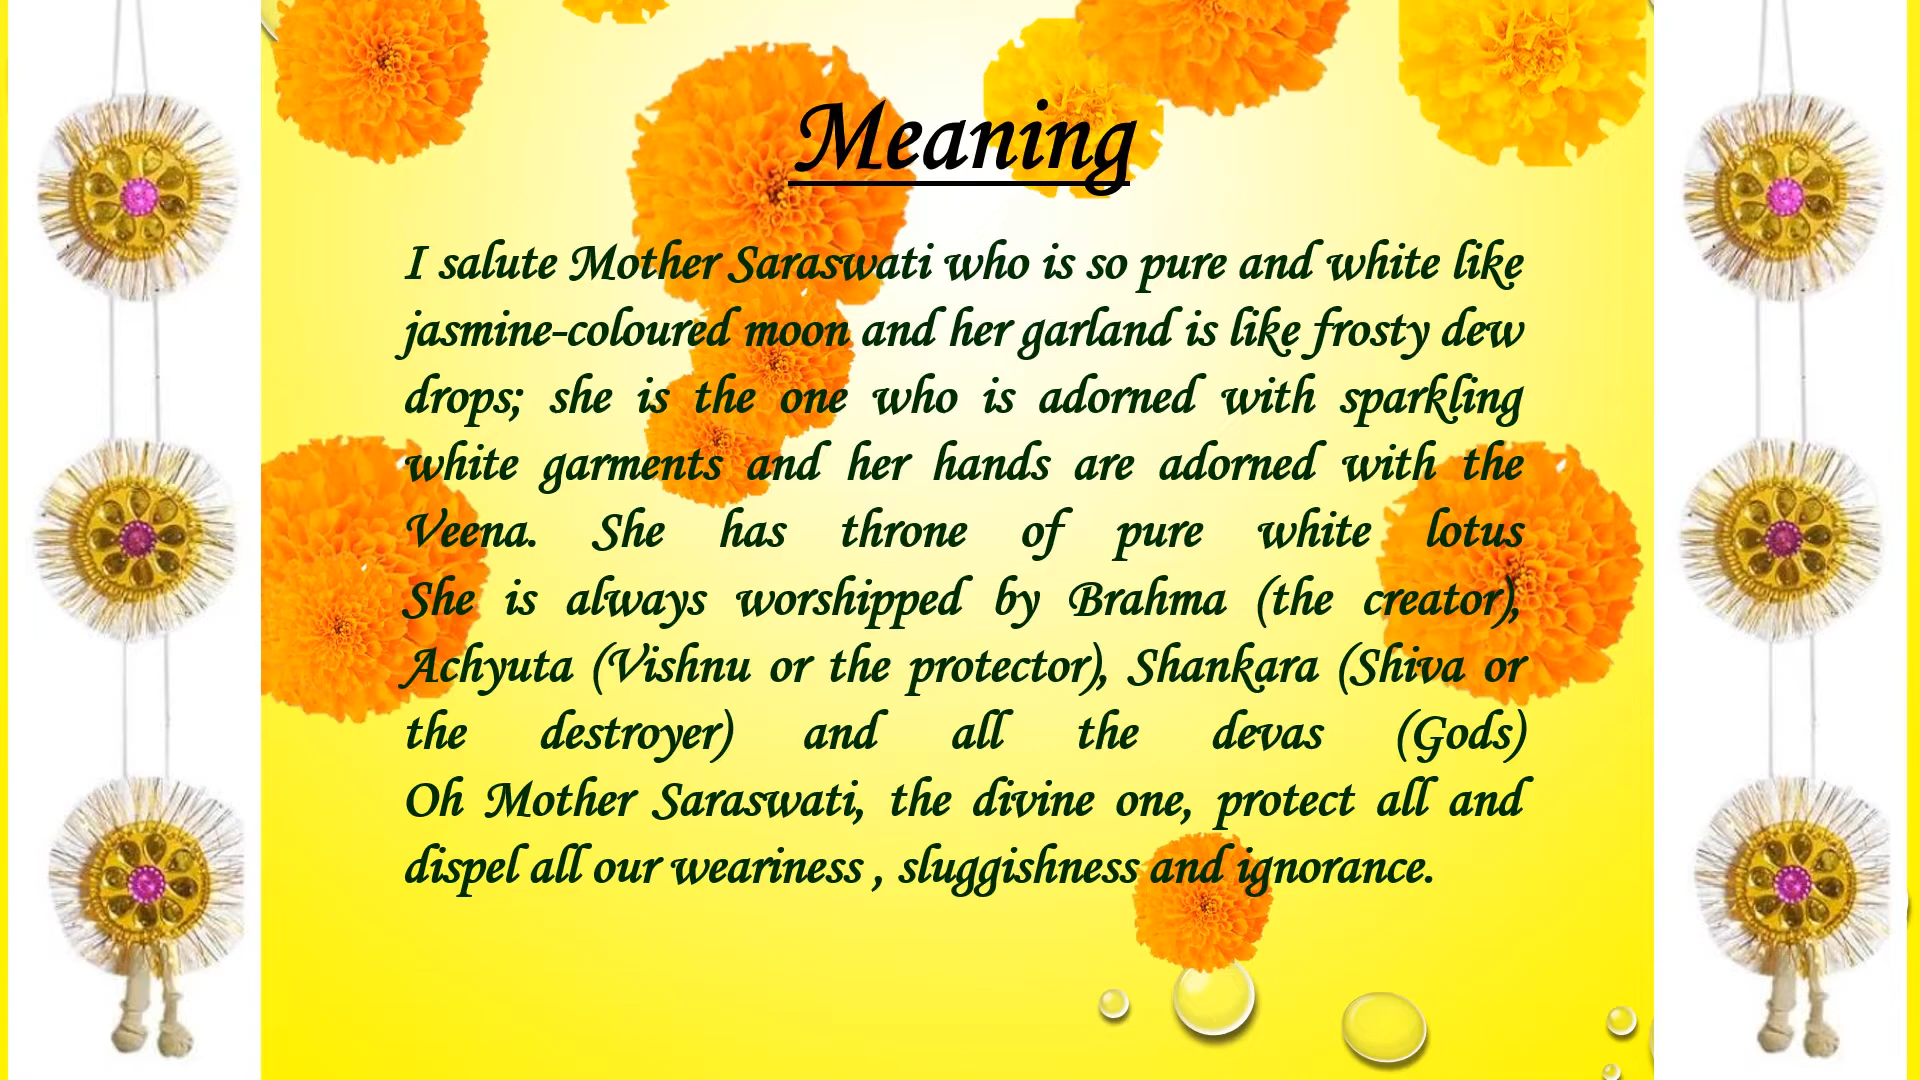 Meaning
I salute Mother Saraswati who is so pure and white like
jasmine-coloured moon and her garland is like frosty dew
drops; she is the one who is adorned with sparkling
white garments and her hands are adorned with the
Veena. She has throne of pure white lotus
She is always worshipped by Brahma (the creator),
Achyuta (Vishnu or the protector), Shankara (Shiva or
the destroyer) and all the devas (Gods)
Oh Mother Saraswati, the divine one, protect all and
dispel all our weariness , sluggishness and ignorance.